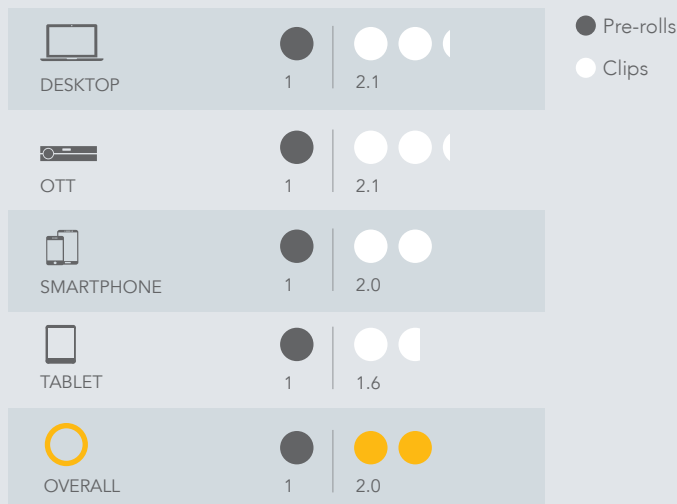 Pre-rolls
Clips
DESKTOP
1 2.1
OTT
1 2.1
SMARTPHONE
1 2.0
TABLET
1 1.6
OVERALL
1 2.0